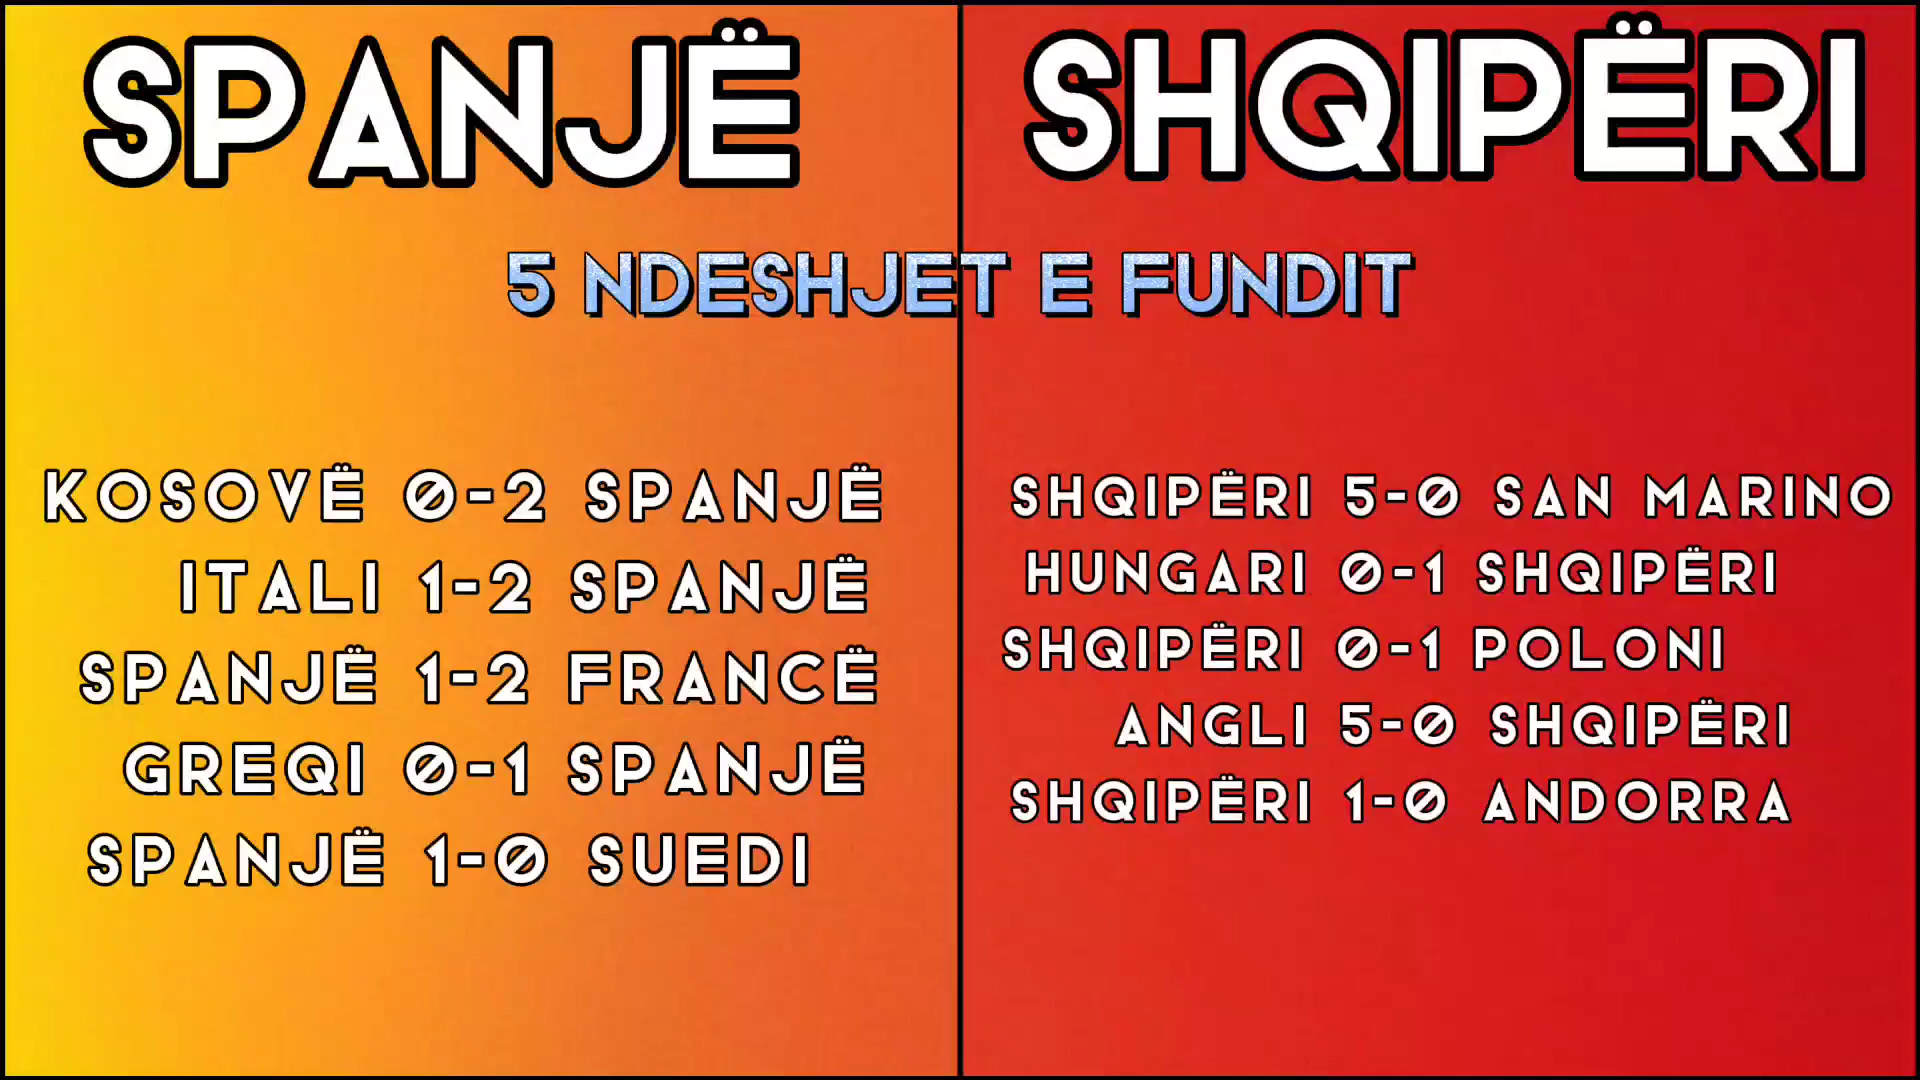 SPANJË
SHQIPËRI
5 NDESHJET E FUNDIT
KOSOVË 0-2 SPANJË
ITALI 1-2 SPANJË
SPANJË 1-2 FRANCË
GREQI 0-1 SPANJË
SPANJË 1-0 SUEDI
SHQIPËRI 5-0 SAN MARINO
HUNGARI 0-1 SHQIPËRI
SHQIPËRI 0-1 POLONI
ANGLI 5-0 SHQIPËRI
SHQIPËRI 1-0 ANDORRA